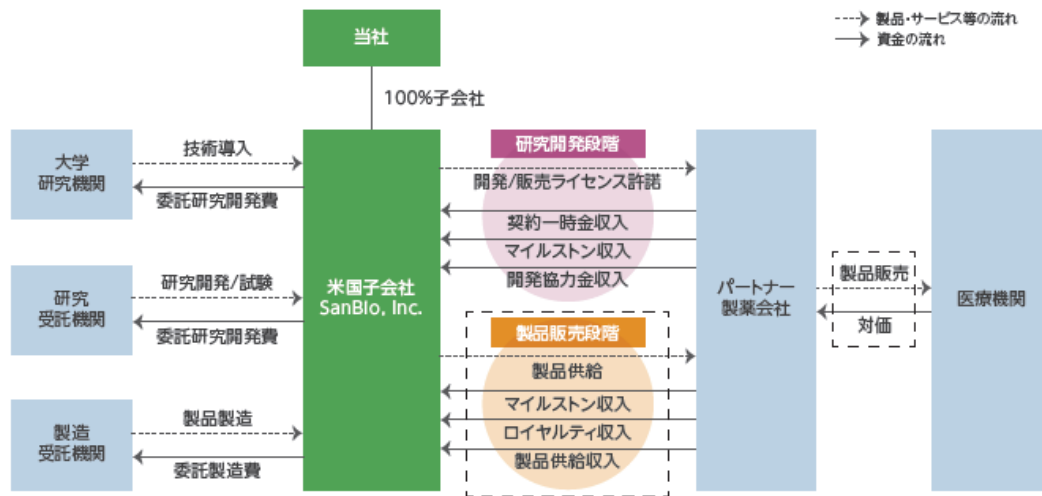 当社
製品・サービス等の流れ
資金の流れ
100%子会社
大学
研究機関
技術導入
委託研究開発費
研究
受託機関
研究開発/試験
委託研究開発費
製造
受託機関
製品製造
委託製造費
米国子会社
SanBio, Inc.
研究開発段階
開発/販売ライセンス許諾
契約一時金収入
マイルストン収入
開発協力金収入
製品販売段階
製品供給
マイルストン収入
ロイヤルティ収入
製品供給収入
パートナー
製薬会社
製品販売
対価
医療機関